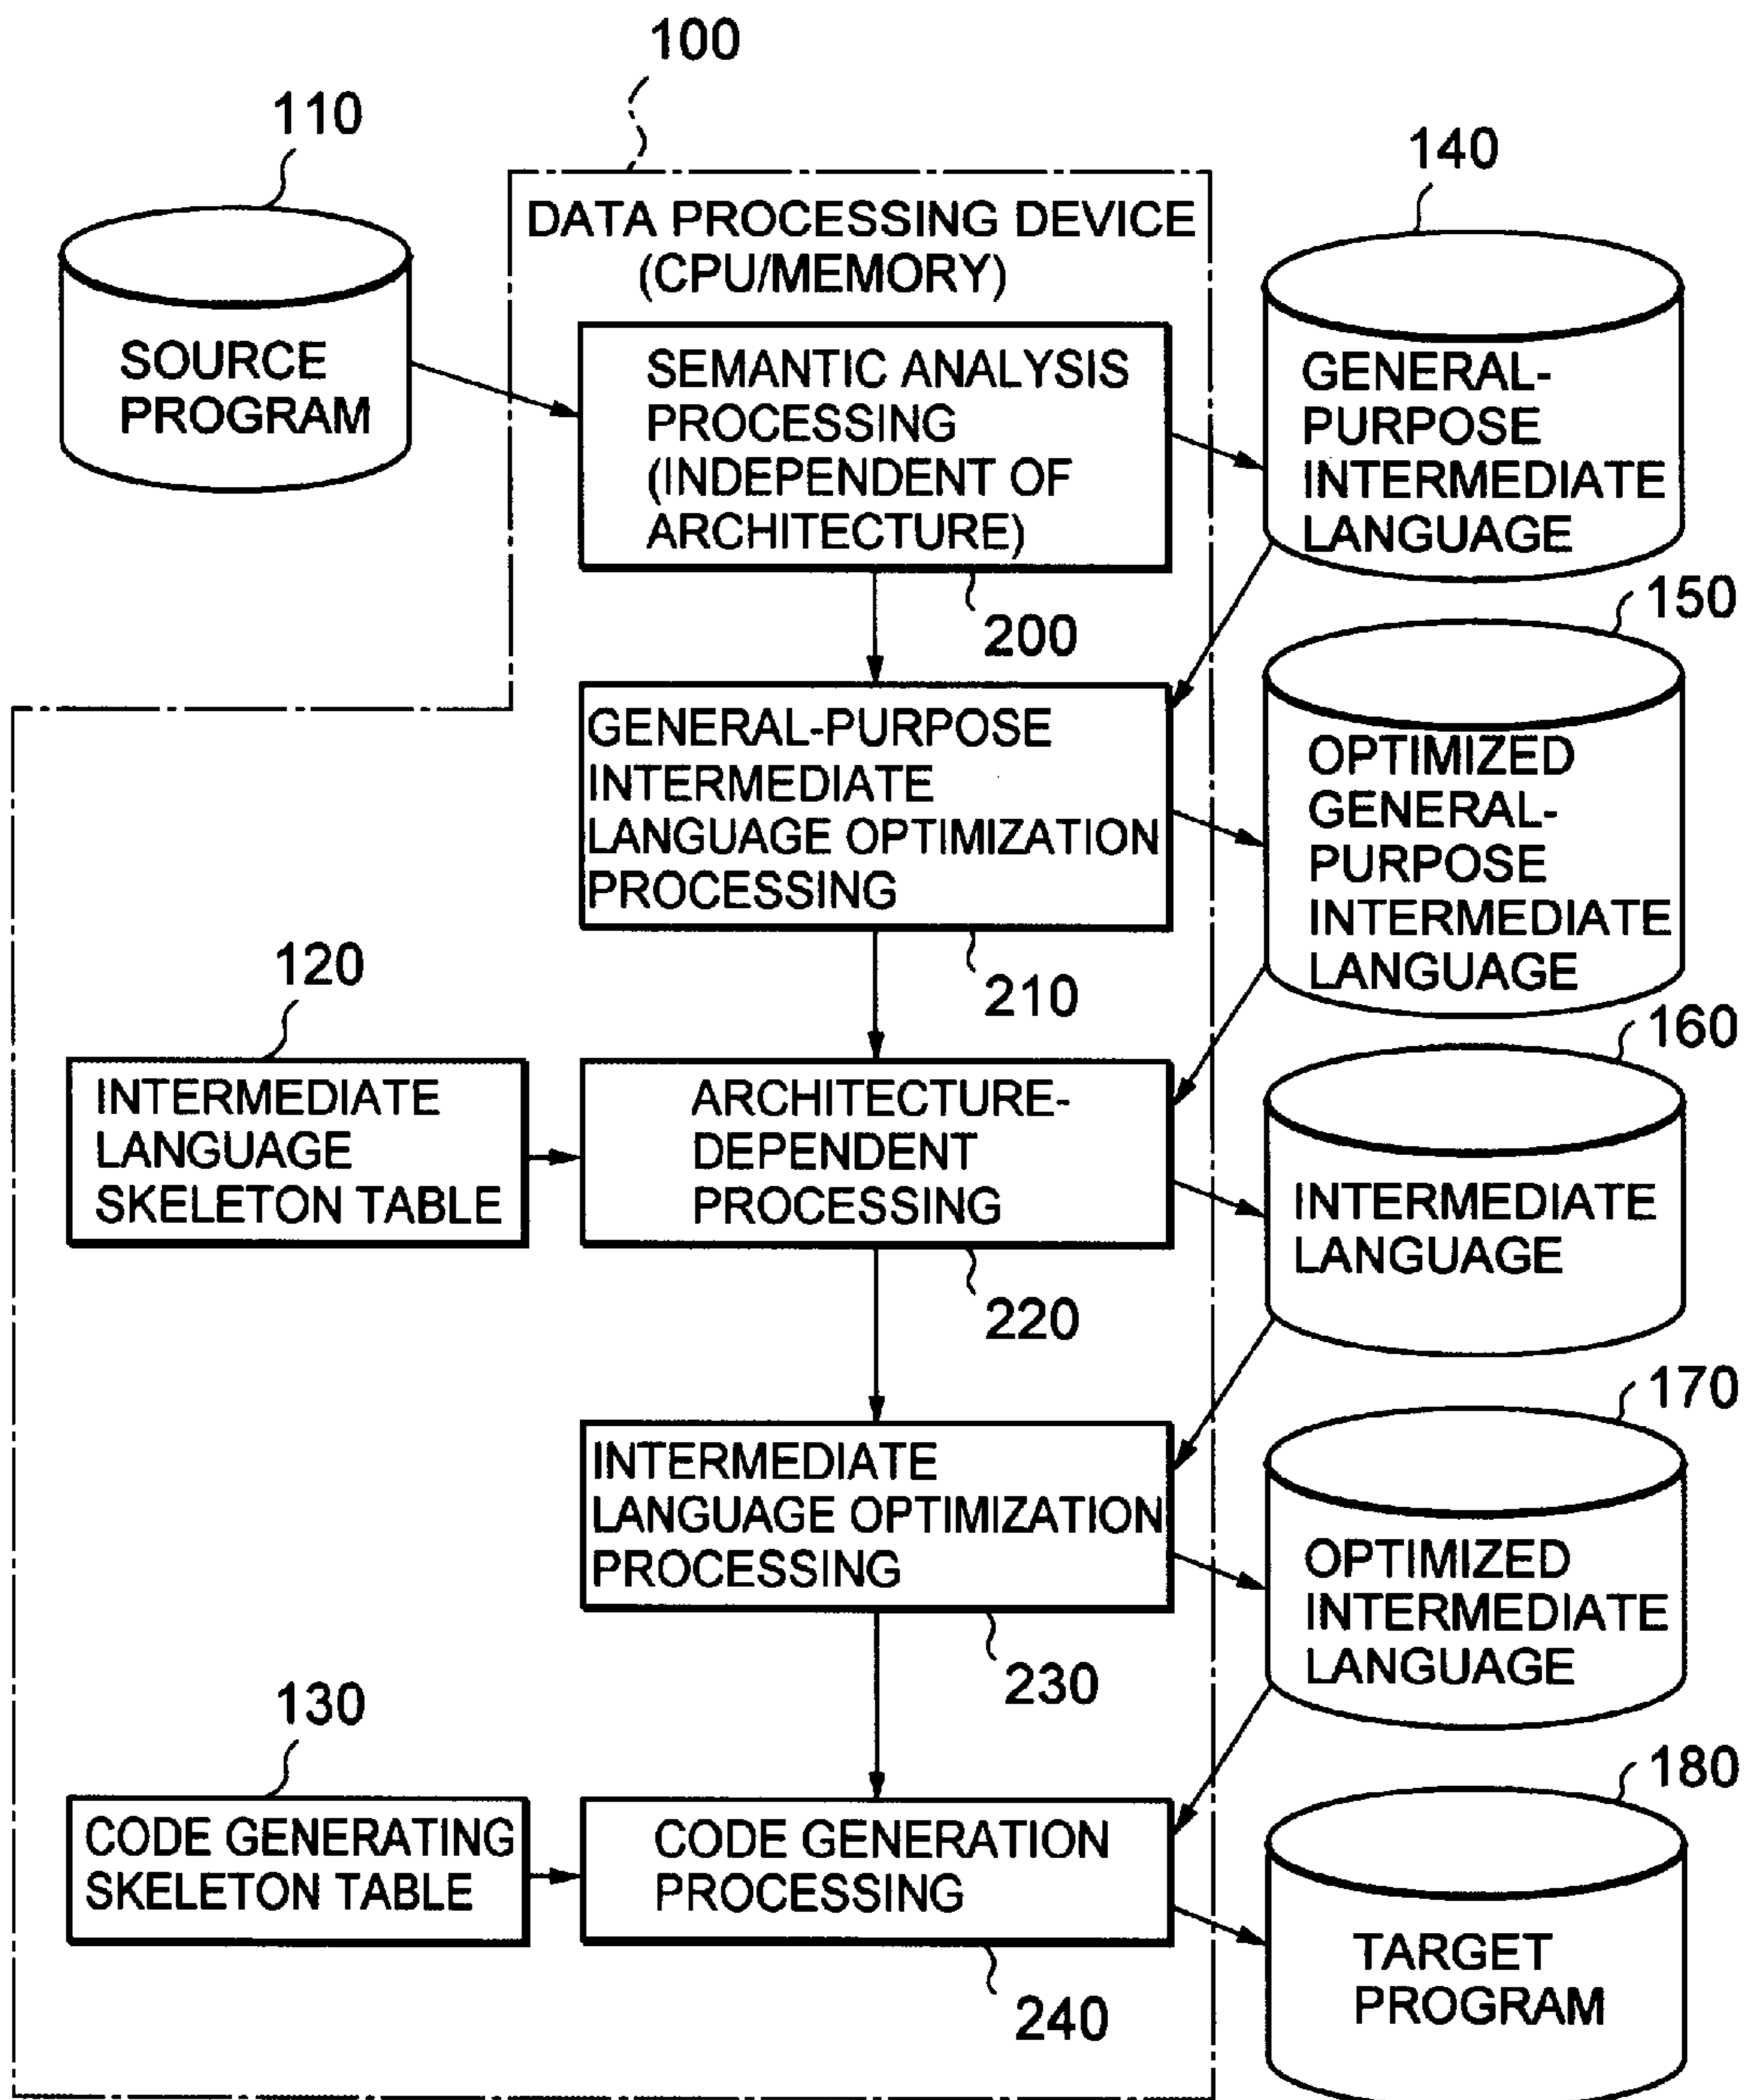 100
110
DATA PROCESSING DEVICE
(CPU/MEMORY)
140
SOURCE
PROGRAM
SEMANTIC ANALYSIS
PROCESSING
(INDEPENDENT OF
ARCHITECTURE)
200
GENERAL-
PURPOSE
INTERMEDIATE
LANGUAGE
150
GENERAL-PURPOSE
INTERMEDIATE
LANGUAGE OPTIMIZATION
PROCESSING
210
OPTIMIZED
GENERAL-
PURPOSE
INTERMEDIATE
LANGUAGE
120
INTERMEDIATE
LANGUAGE
SKELETON TABLE
ARCHITECTURE-
DEPENDENT
PROCESSING
220
160
INTERMEDIATE
LANGUAGE
INTERMEDIATE
LANGUAGE OPTIMIZATION
PROCESSING
230
170
OPTIMIZED
INTERMEDIATE
LANGUAGE
130
CODE GENERATING
SKELETON TABLE
CODE GENERATION
PROCESSING
240
180
TARGET
PROGRAM